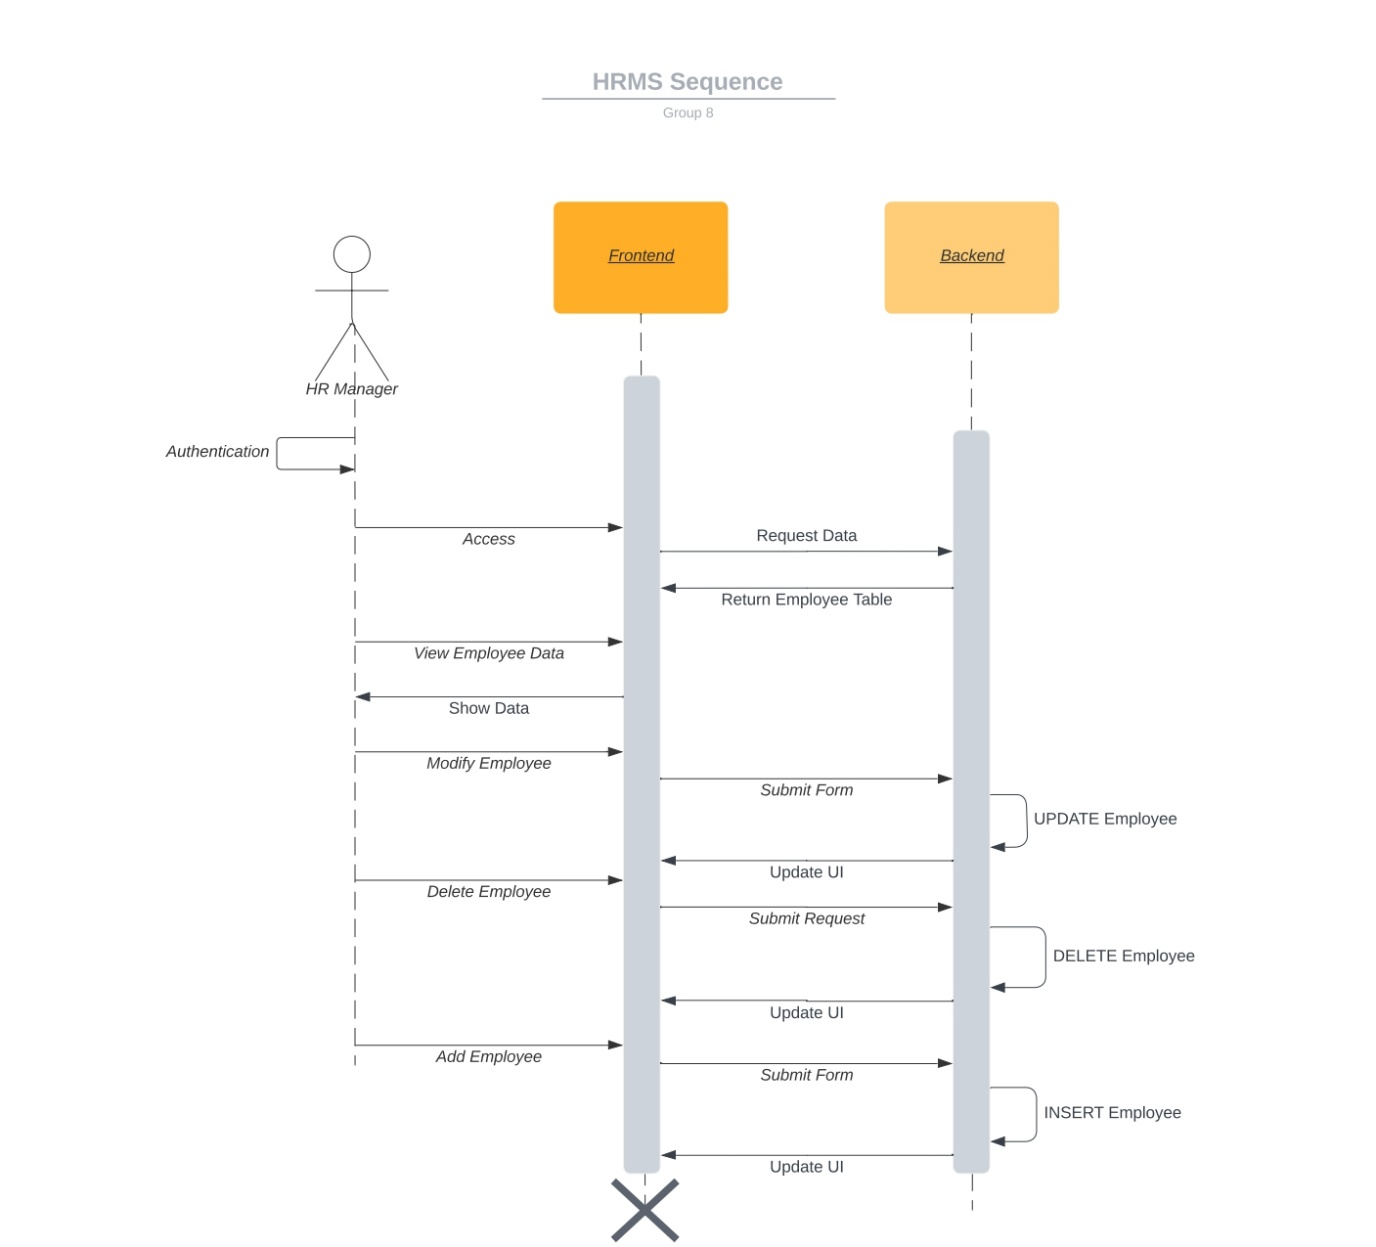 HRMS Sequence
Group 8
Frontend
Backend
HR Manager
Authentication
Request Data
Access
Return Employee Table
View Employee Data
Show Data
Modify Employee
Submit Form
UPDATE Employee
Update UI
Delete Employee
Submit Request
DELETE Employee
Update UI
Add Employee
Submit Form
INSERT Employee
Update UI